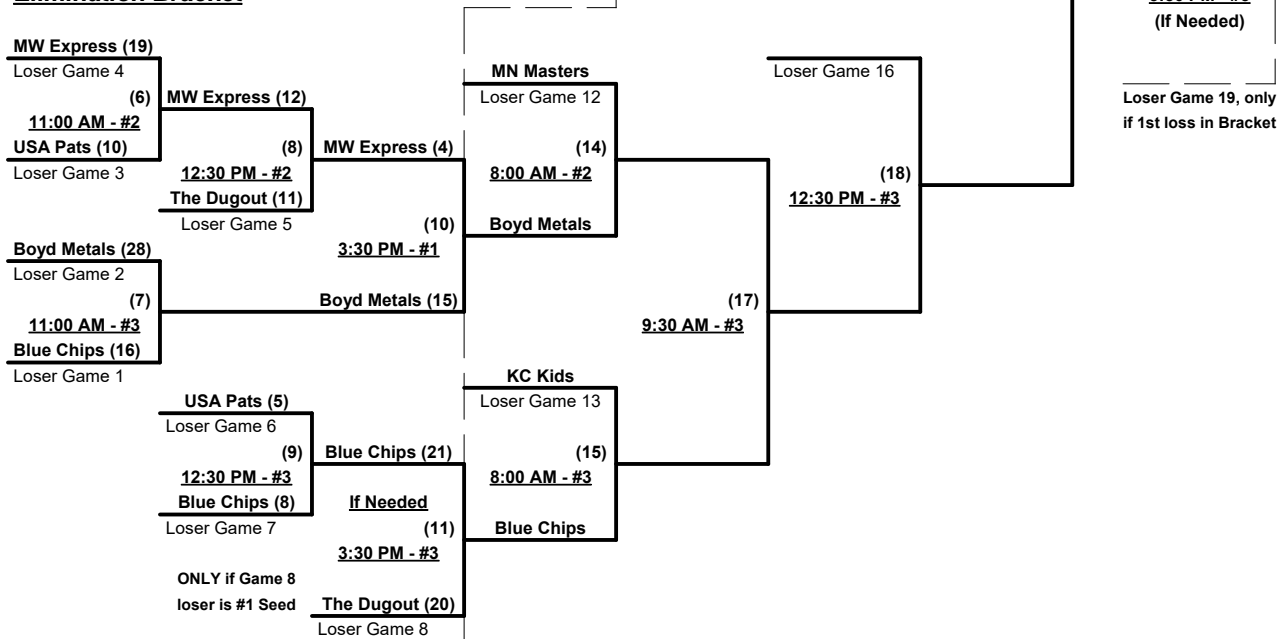 Elimination Bracket
(If Needed)
MW Express (19)
Loser Game 4
MN Masters
Loser Game 16
(6)
MW Express (12)
Loser Game 12
Loser Game 19, only
if 1st loss in Bracket
11:00 AM - #2
USA Pats (10)
(8)
MW Express (4)
(14)
Loser Game 3
12:30 PM - #2
8:00 AM - #2
(18)
The Dugout (11)
12:30 PM - #3
Loser Game 5
(10)
Boyd Metals
Boyd Metals (28)
3:30 PM - #1
Loser Game 2
(7)
Boyd Metals (15)
(17)
11:00 AM - #3
9:30 AM - #3
Blue Chips (16)
Loser Game 1
KC Kids
USA Pats (5)
Loser Game 13
Loser Game 6
(9)
Blue Chips (21)
(15)
12:30 PM - #3
8:00 AM - #3
Blue Chips (8)
If Needed
Loser Game 7
(11)
Blue Chips
3:30 PM - #3
ONLY if Game 8
loser is #1 Seed
The Dugout (20)
Loser Game 8